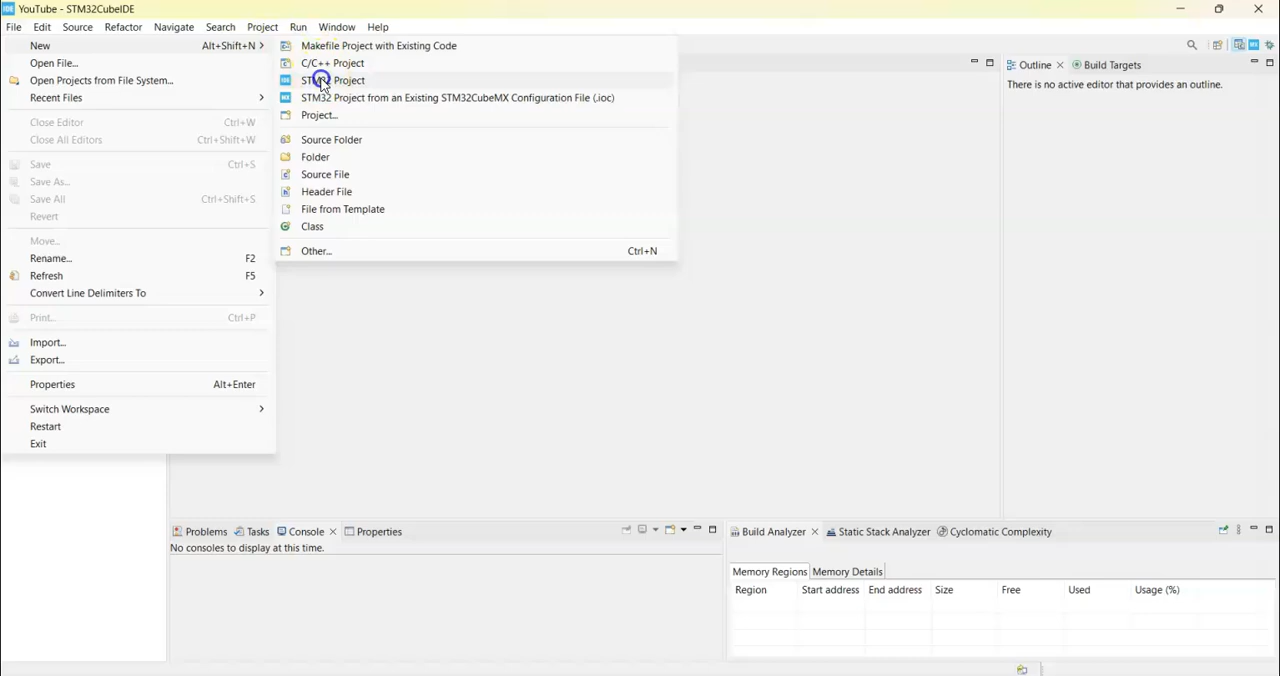 IDE YouTube - STM32CubeIDE
File Edit Source Refactor Navigate Search Project Run Window Help
New Alt+Shift+N
Open File...
Open Projects from File System...
Recent Files
Close Editor Ctrl+W
Close All Editors Ctrl+Shift+W
Save Ctrl+S
Save As...
Save All Ctrl+Shift+S
Revert
Move...
Rename... F2
Refresh F5
Convert Line Delimiters To
Print... Ctrl+P
Import...
Export...
Properties Alt+Enter
Switch Workspace
Restart
Exit
Makefile Project with Existing Code
C/C++ Project
IDE STM32 Project
MX STM32 Project from an Existing STM32CubeMX Configuration File (.ioc)
Project...
Source Folder
Folder
Source File
Header File
File from Template
Class
Other... Ctrl+N
MX
Outline Build Targets
There is no active editor that provides an outline.
Problems Tasks Console Properties
No consoles to display at this time.
Build Analyzer Static Stack Analyzer Cyclomatic Complexity
Memory Regions Memory Details
Region Start address End address Size Free Used Usage (%)